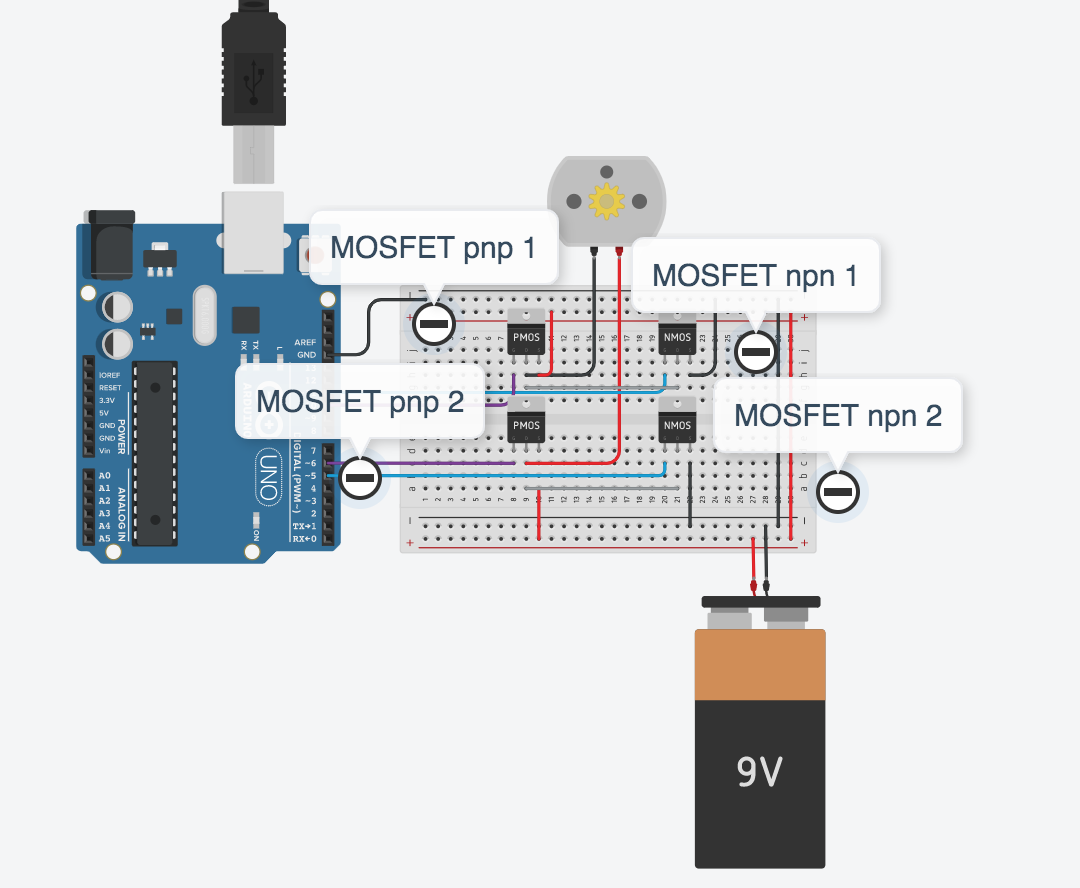 MOSFET pnp 1
MOSFET npn 1
AREF
GND
PMOS
NMOS
RX
TX
L
MOSFET pnp 2
MOSFET npn 2
IOREF
RESET
3.3V
5V
GND
GND
Vin
POWER
PMOS
NMOS
UNO
DIGITAL (PWM~)
7
~6
~5
4
~3
2
TX→1
RX←0
A0
A1
A2
A3
A4
A5
ANALOG IN
ON
9V